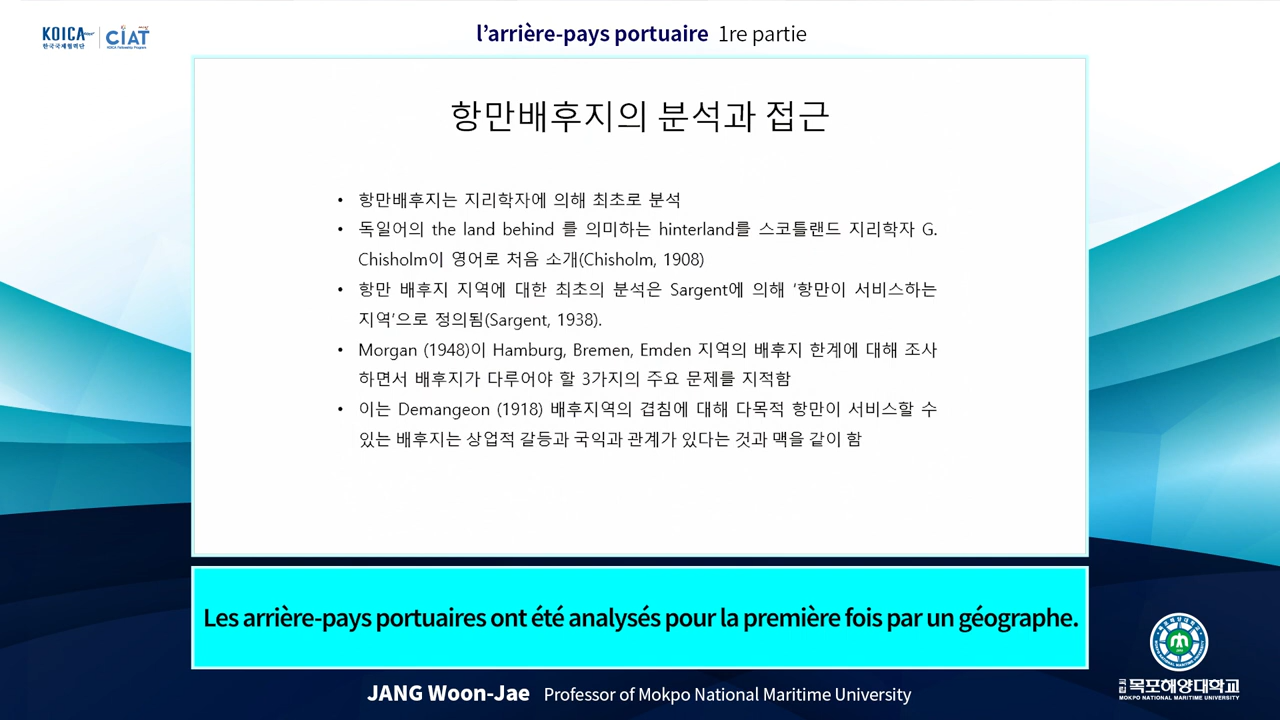 KOICA
한국국제협력단
CIAT
KOICA Fellowship Program
l’arrière-pays portuaire 1re partie
항만배후지의 분석과 접근
• 항만배후지는 지리학자에 의해 최초로 분석
• 독일어의 the land behind 를 의미하는 hinterland를 스코틀랜드 지리학자 G.
Chisholm이 영어로 처음 소개(Chisholm, 1908)
• 항만 배후지 지역에 대한 최초의 분석은 Sargent에 의해 ‘항만이 서비스하는
지역’으로 정의됨(Sargent, 1938).
• Morgan (1948)이 Hamburg, Bremen, Emden 지역의 배후지 한계에 대해 조사
하면서 배후지가 다루어야 할 3가지의 주요 문제를 지적함
• 이는 Demangeon (1918) 배후지역의 겹침에 대해 다목적 항만이 서비스할 수
있는 배후지는 상업적 갈등과 국익과 관계가 있다는 것과 맥을 같이 함
Les arrière-pays portuaires ont été analysés pour la première fois par un géographe.
JANG Woon-Jae Professor of Mokpo National Maritime University
국립 목포해양대학교
MOKPO NATIONAL MARITIME UNIVERSITY